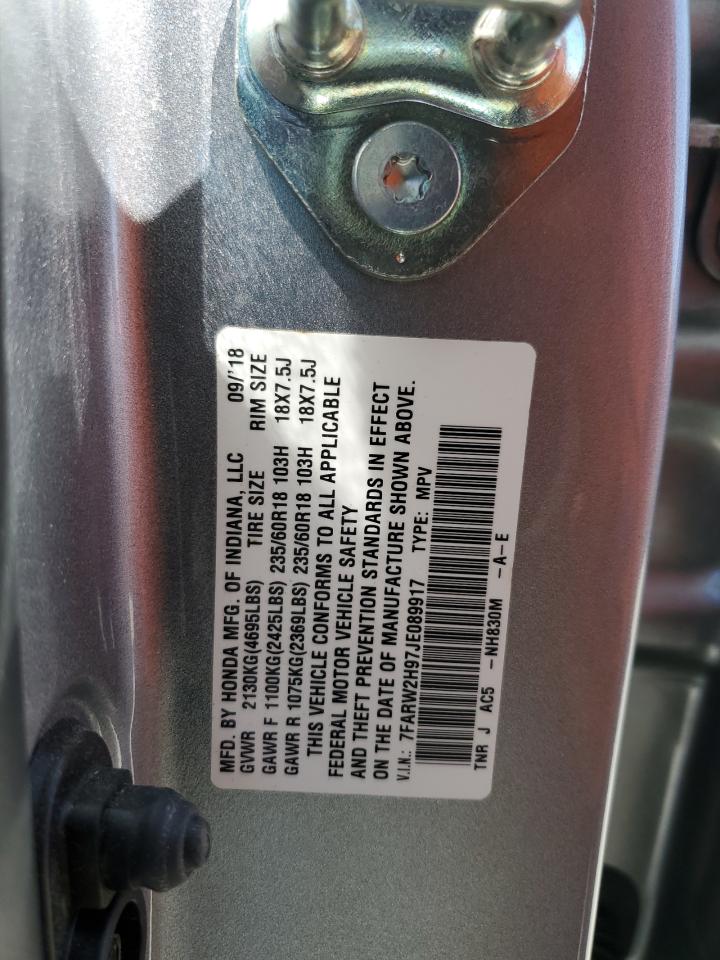 MFD. BY HONDA MFG. OF INDIANA, LLC 09/'18
GVWR 2130KG(4695LBS) TIRE SIZE RIM SIZE
GAWR F 1100KG(2425LBS) 235/60R18 103H 18X7.5J
GAWR R 1075KG(2369LBS) 235/60R18 103H 18X7.5J
THIS VEHICLE CONFORMS TO ALL APPLICABLE
FEDERAL MOTOR VEHICLE SAFETY
AND THEFT PREVENTION STANDARDS IN EFFECT
ON THE DATE OF MANUFACTURE SHOWN ABOVE.
V.I.N.: 7FARW2H97JE089917 TYPE: MPV
TNR J AC5 -NH830M -A-E